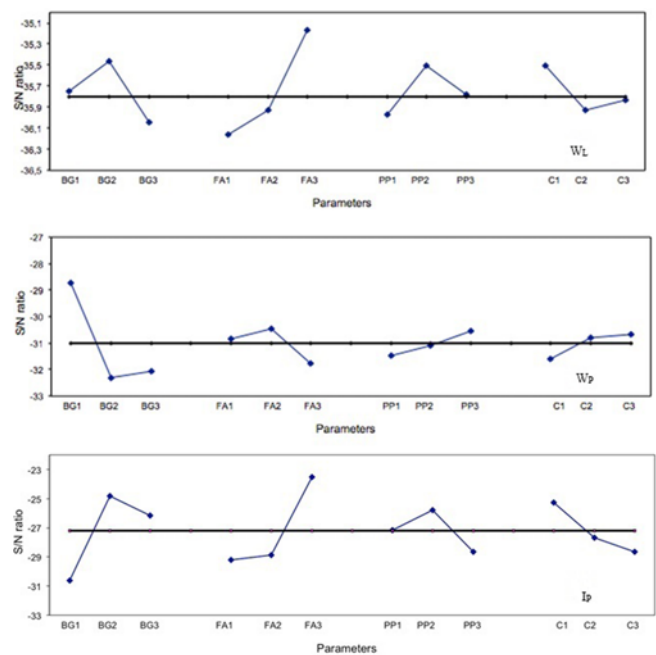 -35,1
-35,3
-35,5
-35,7
-35,9
-36,1
-36,3
-36,5
S/N ratio
BG1 BG2 BG3 FA1 FA2 FA3 PP1 PP2 PP3 C1 C2 C3
WL
Parameters
-27
-28
-29
-30
-31
-32
-33
S/N ratio
BG1 BG2 BG3 FA1 FA2 FA3 PP1 PP2 PP3 C1 C2 C3
WP
Parameters
-23
-25
-27
-29
-31
-33
S/N ratio
BG1 BG2 BG3 FA1 FA2 FA3 PP1 PP2 PP3 C1 C2 C3
IP
Parameters